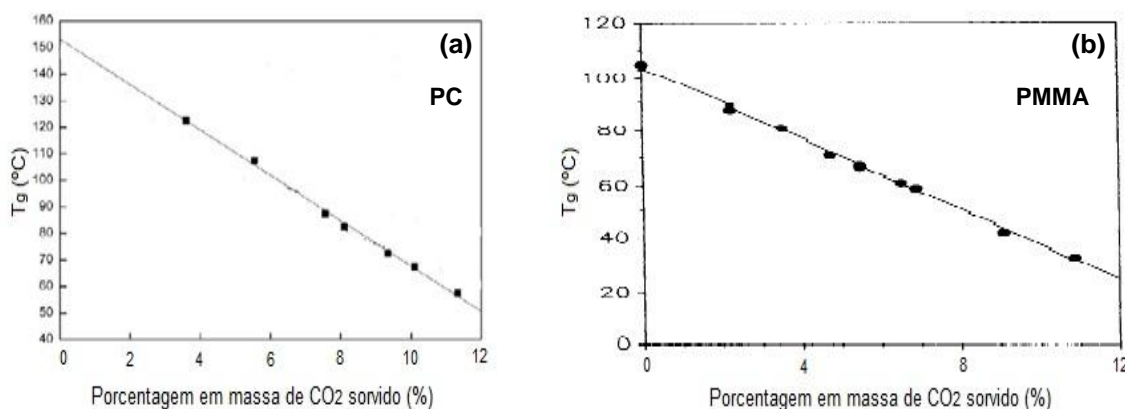 160
150
140
130
120
110
100
90
80
70
60
50
40
Tg (ºC)
0 2 4 6 8 10 12
Porcentagem em massa de CO2 sorvido (%)
(a)
PC
120
100
80
60
40
20
0
Tg (ºC)
0 4 8 12
Porcentagem em massa de CO2 sorvido (%)
(b)
PMMA